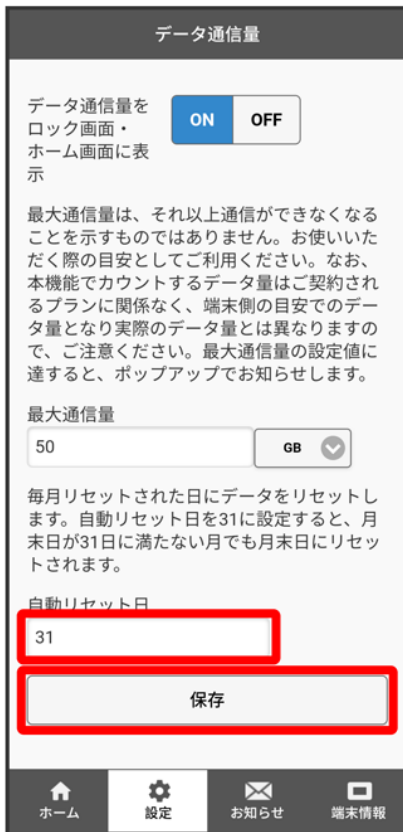 データ通信量
データ通信量を
ロック画面・
ホーム画面に表
示
ON OFF
最大通信量は、それ以上通信ができなくなる
ことを示すものではありません。お使いいた
だく際の目安としてご利用ください。なお、
本機能でカウントするデータ量はご契約され
るプランに関係なく、端末側の目安でのデー
タ量となり実際のデータ量とは異なりますの
で、ご注意ください。最大通信量の設定値に
達すると、ポップアップでお知らせします。
最大通信量
50 GB
毎月リセットされた日にデータをリセットし
ます。自動リセット日を31に設定すると、月
末日が31日に満たない月でも月末日にリセッ
トされます。
自動リセット日
31
保存
ホーム 設定 お知らせ 端末情報